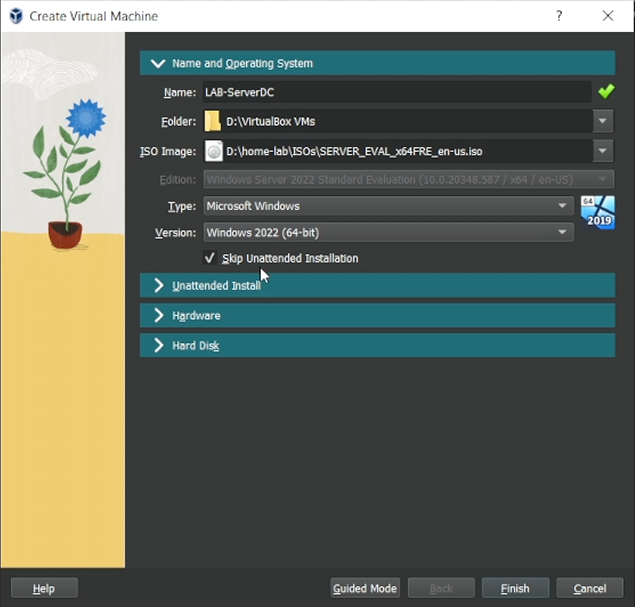 Create Virtual Machine
?
Name and Operating System
Name: LAB-ServerDC
Folder: D:\VirtualBox VMs
ISO Image: D:\home-lab\ISOs\SERVER_EVAL_x64FRE_en-us.iso
Edition: Windows Server 2022 Standard Evaluation (10.0.20348.587 / x64 / en-US)
Type: Microsoft Windows
64
2019
Version: Windows 2022 (64-bit)
Skip Unattended Installation
Unattended Install
Hardware
Hard Disk
Help Guided Mode Back Finish Cancel